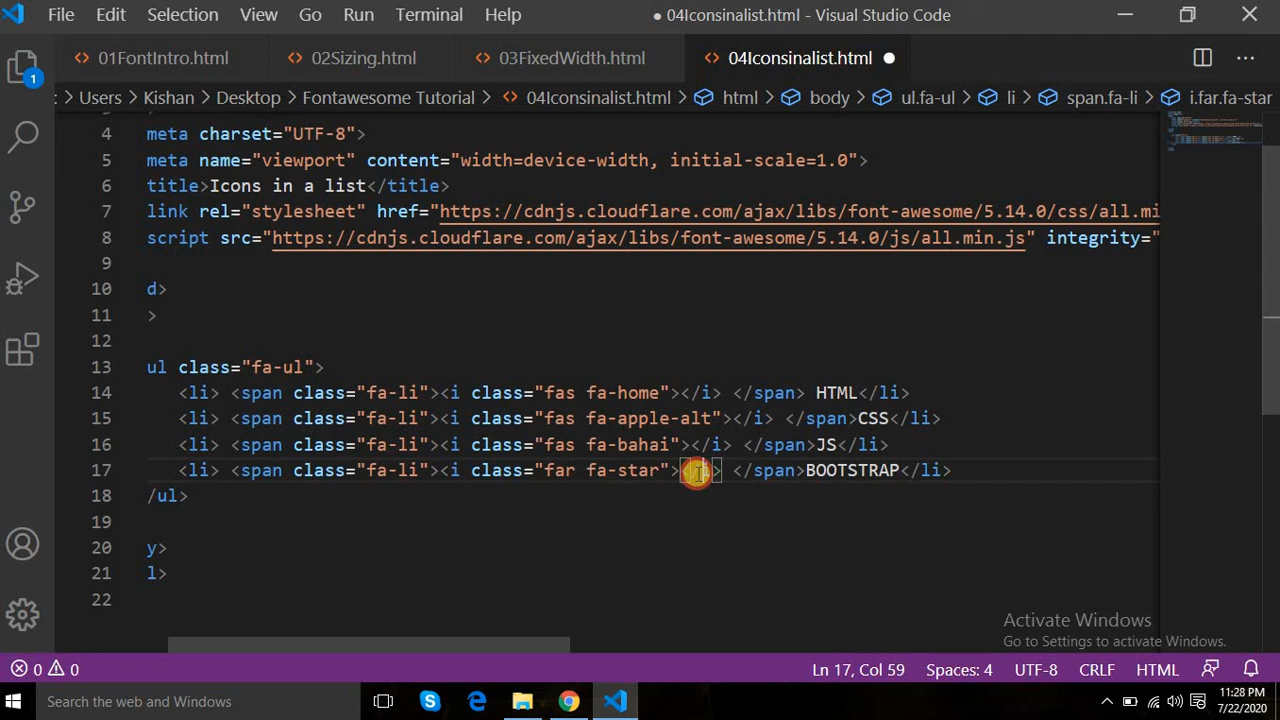 File Edit Selection View Go Run Terminal Help ● 04Iconsinalist.html - Visual Studio Code
01FontIntro.html 02Sizing.html 03FixedWidth.html 04Iconsinalist.html
: > Users > Kishan > Desktop > Fontawesome Tutorial > 04Iconsinalist.html > html > body > ul.fa-ul > li > span.fa-li > i.far.fa-star
1
4 meta charset="UTF-8">
5 meta name="viewport" content="width=device-width, initial-scale=1.0">
6 title>Icons in a list</title>
7 link rel="stylesheet" href="https://cdnjs.cloudflare.com/ajax/libs/font-awesome/5.14.0/css/all.mi
8 script src="https://cdnjs.cloudflare.com/ajax/libs/font-awesome/5.14.0/js/all.min.js" integrity="
9
10 d>
11 >
12
13 ul class="fa-ul">
14 <li> <span class="fa-li"><i class="fas fa-home"></i> </span> HTML</li>
15 <li> <span class="fa-li"><i class="fas fa-apple-alt"></i> </span>CSS</li>
16 <li> <span class="fa-li"><i class="fas fa-bahai"></i> </span>JS</li>
17 <li> <span class="fa-li"><i class="far fa-star"></i> </span>BOOTSTRAP</li>
18 /ul>
19
20 y>
21 l>
22
Activate Windows
Go to Settings to activate Windows.
0 0 Ln 17, Col 59 Spaces: 4 UTF-8 CRLF HTML
Search the web and Windows
11:28 PM
7/22/2020